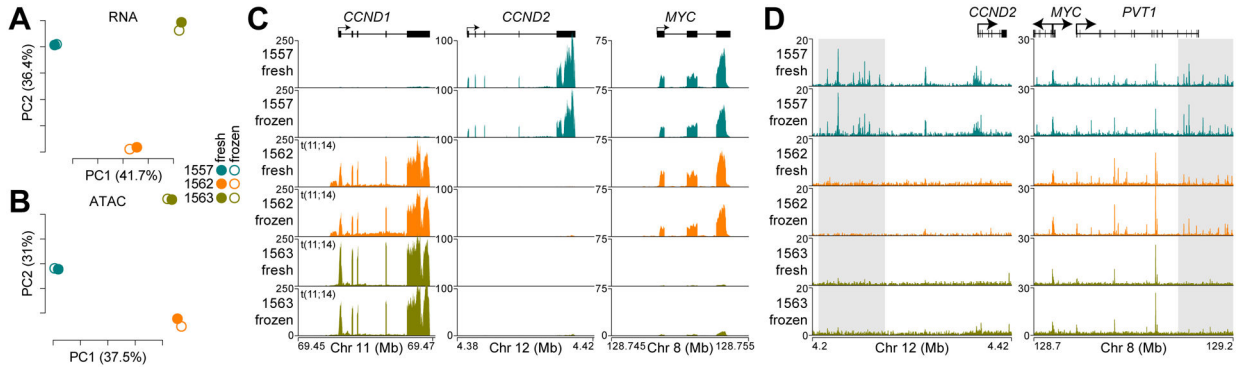 A
RNA
PC2 (36.4%)
PC1 (41.7%)
fresh
frozen
1557
1562
1563
B
ATAC
PC2 (31%)
PC1 (37.5%)
C
CCND1
CCND2
MYC
250
100
75
1557
fresh
250
100
75
1557
frozen
250
100
75
t(11;14)
1562
fresh
250
100
75
t(11;14)
1562
frozen
250
100
75
t(11;14)
1563
fresh
250
100
75
t(11;14)
1563
frozen
0
0
0
69.45
Chr 11 (Mb)
69.47
4.38
Chr 12 (Mb)
4.42
128.745
Chr 8 (Mb)
128.755
D
CCND2
MYC
PVT1
20
30
1557
fresh
20
30
1557
frozen
20
30
1562
fresh
20
30
1562
frozen
20
30
1563
fresh
20
30
1563
frozen
0
0
4.2
Chr 12 (Mb)
4.42
128.7
Chr 8 (Mb)
129.2